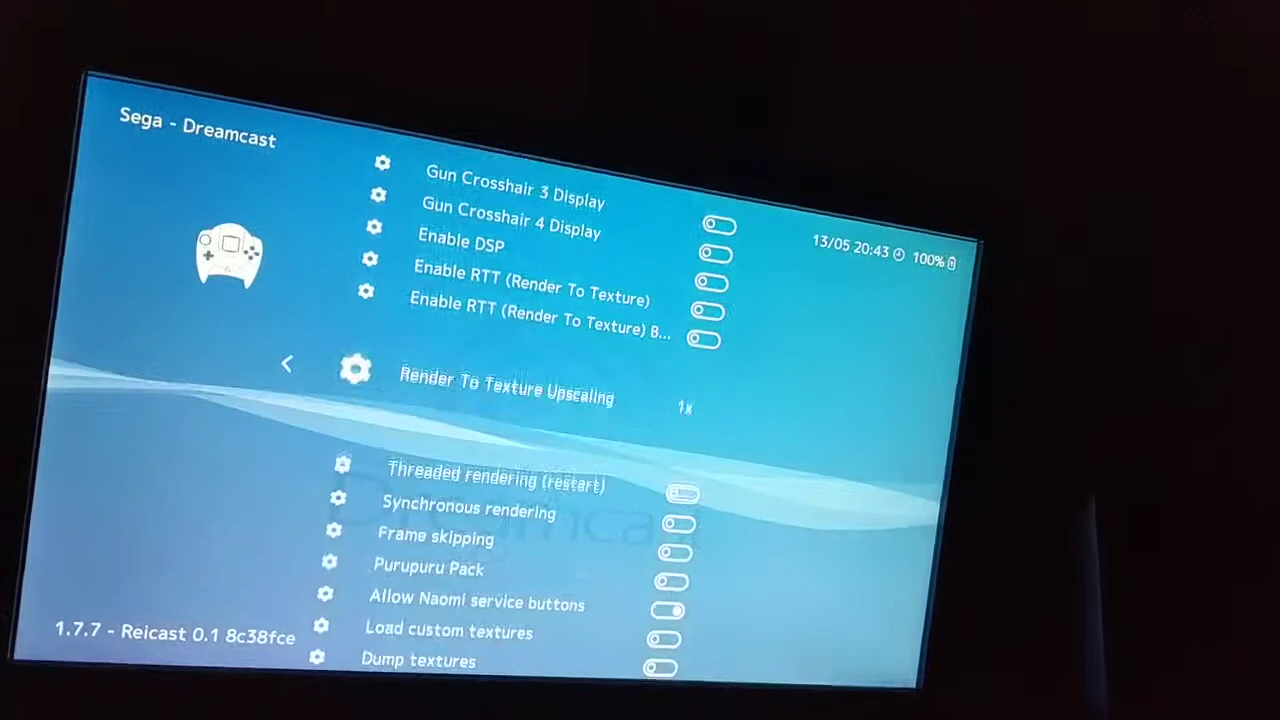 Sega - Dreamcast
13/05 20:43 100%
Gun Crosshair 3 Display
Gun Crosshair 4 Display
Enable DSP
Enable RTT (Render To Texture)
Enable RTT (Render To Texture) B...
Render To Texture Upscaling 1x
Threaded rendering (restart)
Synchronous rendering
Frame skipping
Purupuru Pack
Allow Naomi service buttons
Load custom textures
Dump textures
1.7.7 - Reicast 0.1 8c38fce
Dreamcast